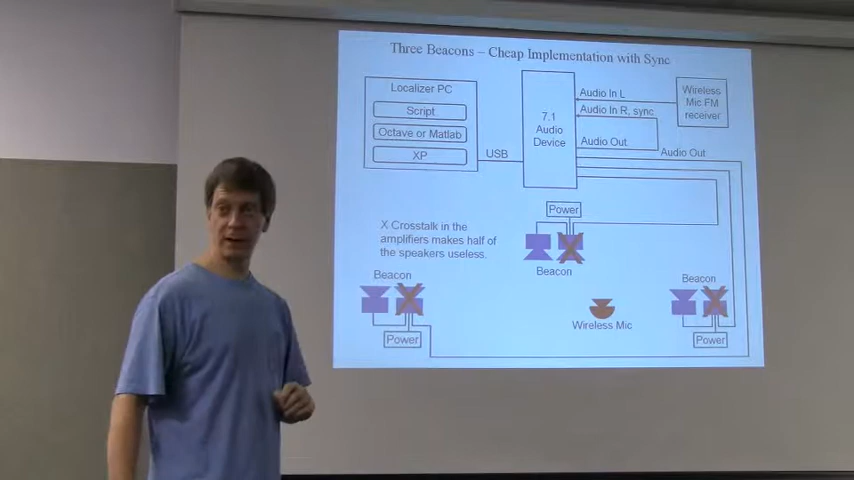 Three Beacons – Cheap Implementation with Sync
Localizer PC
Script
Octave or Matlab
XP
USB
7.1
Audio
Device
Audio In L
Audio In R, sync
Audio Out
Audio Out
Wireless
Mic FM
receiver
Power
Beacon
X Crosstalk in the
amplifiers makes half of
the speakers useless.
Beacon
Power
Wireless Mic
Beacon
Power